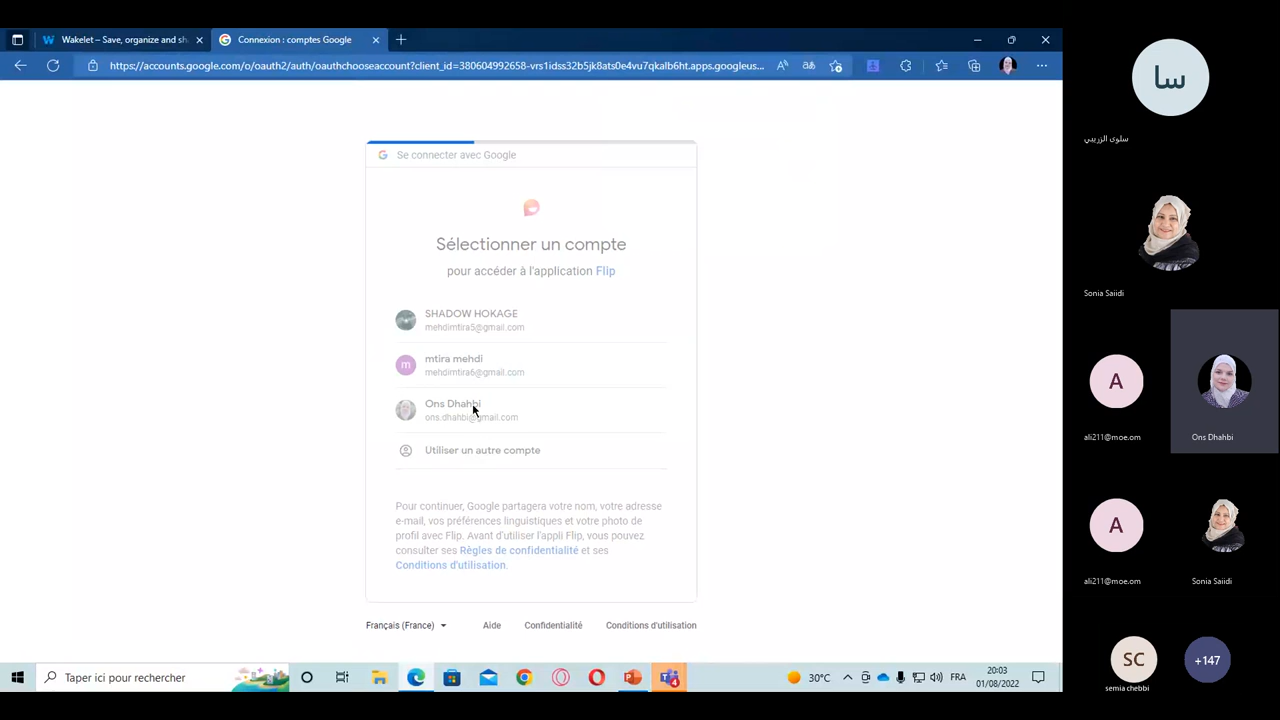 Wakelet – Save, organize and sh
Connexion : comptes Google
https://accounts.google.com/o/oauth2/auth/oauthchooseaccount?client_id=380604992658-vrs1idss32b5jk8ats0e4vu7qkalb6ht.apps.googleus...
Se connecter avec Google
Sélectionner un compte
pour accéder à l'application Flip
SHADOW HOKAGE
mehdimtira5@gmail.com
m
mtira mehdi
mehdimtira6@gmail.com
Ons Dhahbi
ons.dhahbi@gmail.com
Utiliser un autre compte
Pour continuer, Google partagera votre nom, votre adresse
e-mail, vos préférences linguistiques et votre photo de
profil avec Flip. Avant d'utiliser l'appli Flip, vous pouvez
consulter ses Règles de confidentialité et ses
Conditions d'utilisation.
Français (France)
Aide
Confidentialité
Conditions d'utilisation
Taper ici pour rechercher
30°C
FRA
20:03
01/08/2022
سا
سلوى الزريبي
Sonia Saiidi
A
ali211@moe.om
Ons Dhahbi
A
ali211@moe.om
Sonia Saiidi
SC
semia chebbi
+147